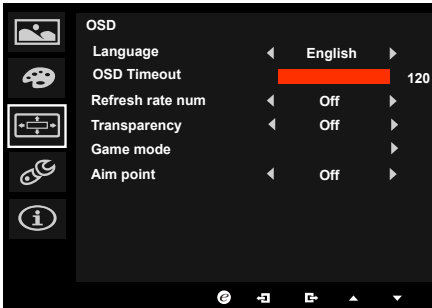 OSD
Language English
OSD Timeout 120
Refresh rate num Off
Transparency Off
Game mode
Aim point Off